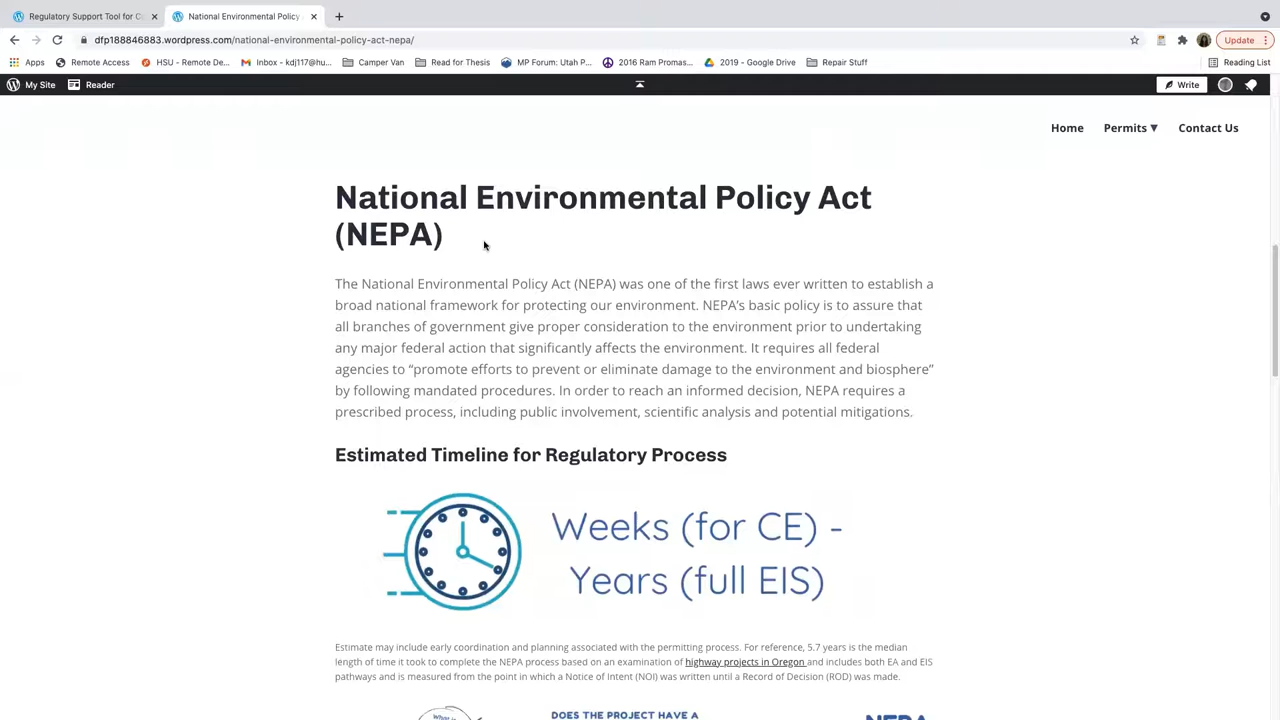 Regulatory Support Tool for C
National Environmental Policy
dfp188846883.wordpress.com/national-environmental-policy-act-nepa/
Update
Apps Remote Access HSU - Remote De... Inbox - kdj117@hu... Camper Van Read for Thesis MP Forum: Utah P... 2016 Ram Promas... 2019 - Google Drive Repair Stuff Reading List
My Site Reader Write
Home Permits ▼ Contact Us
National Environmental Policy Act
(NEPA)
The National Environmental Policy Act (NEPA) was one of the first laws ever written to establish a
broad national framework for protecting our environment. NEPA’s basic policy is to assure that
all branches of government give proper consideration to the environment prior to undertaking
any major federal action that significantly affects the environment. It requires all federal
agencies to “promote efforts to prevent or eliminate damage to the environment and biosphere”
by following mandated procedures. In order to reach an informed decision, NEPA requires a
prescribed process, including public involvement, scientific analysis and potential mitigations.
Estimated Timeline for Regulatory Process
Weeks (for CE) -
Years (full EIS)
Estimate may include early coordination and planning associated with the permitting process. For reference, 5.7 years is the median
length of time it took to complete the NEPA process based on an examination of highway projects in Oregon and includes both EA and EIS
pathways and is measured from the point in which a Notice of Intent (NOI) was written until a Record of Decision (ROD) was made.
DOES THE PROJECT HAVE A
NEPA